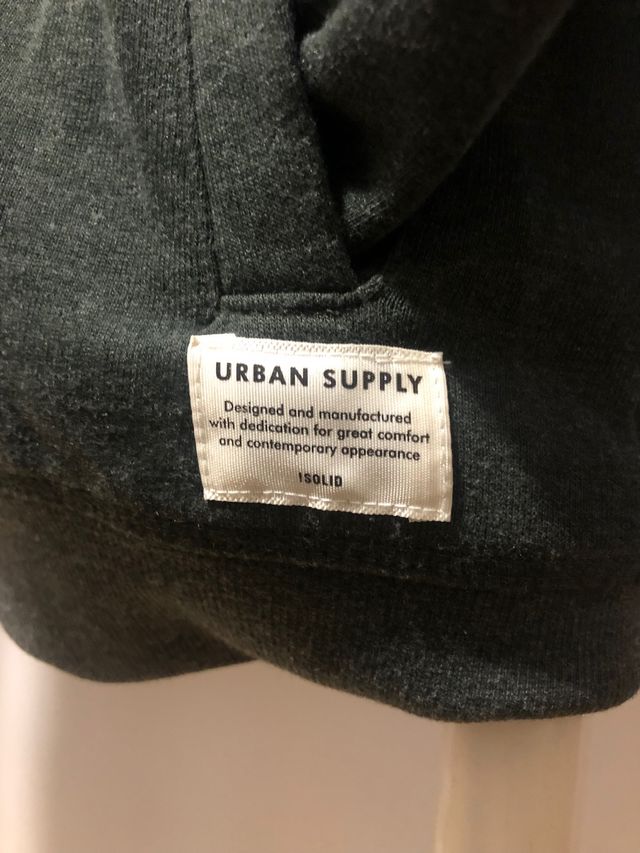 URBAN SUPPLY
Designed and manufactured
with dedication for great comfort
and contemporary appearance
!SOLID